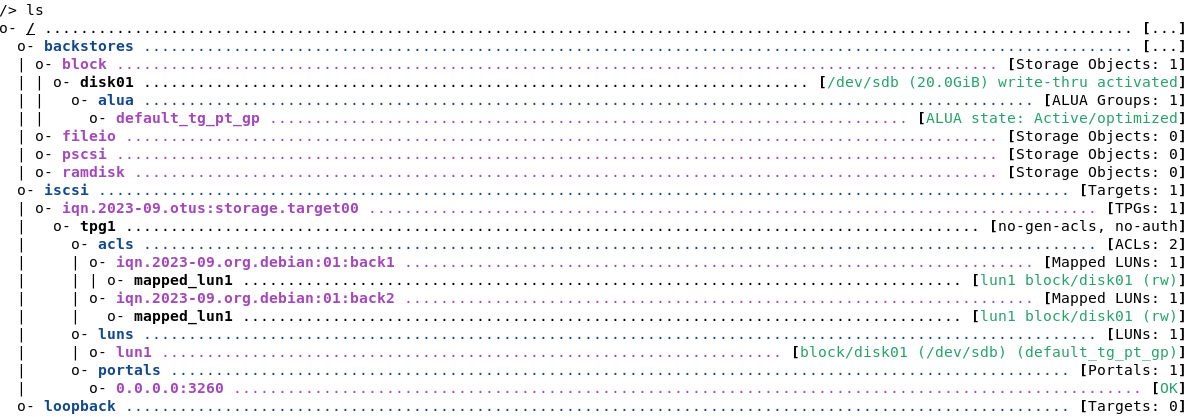 /> ls
o- / ......................................................................................................................... [...]
  o- backstores .............................................................................................................. [...]
  | o- block .................................................................................................. [Storage Objects: 1]
  | | o- disk01 ........................................................................... [/dev/sdb (20.0GiB) write-thru activated]
  | |   o- alua ................................................................................................... [ALUA Groups: 1]
  | |     o- default_tg_pt_gp ....................................................................... [ALUA state: Active/optimized]
  | o- fileio ................................................................................................. [Storage Objects: 0]
  | o- pscsi .................................................................................................. [Storage Objects: 0]
  | o- ramdisk ................................................................................................ [Storage Objects: 0]
  o- iscsi ............................................................................................................ [Targets: 1]
  | o- iqn.2023-09.otus:storage.target00 ................................................................................. [TPGs: 1]
  |   o- tpg1 ............................................................................................... [no-gen-acls, no-auth]
  |     o- acls .......................................................................................................... [ACLs: 2]
  |     | o- iqn.2023-09.org.debian:01:back1 ...................................................................... [Mapped LUNs: 1]
  |     | | o- mapped_lun1 ................................................................................ [lun1 block/disk01 (rw)]
  |     | o- iqn.2023-09.org.debian:01:back2 ...................................................................... [Mapped LUNs: 1]
  |     |   o- mapped_lun1 ................................................................................ [lun1 block/disk01 (rw)]
  |     o- luns .......................................................................................................... [LUNs: 1]
  |     | o- lun1 ..................................................................... [block/disk01 (/dev/sdb) (default_tg_pt_gp)]
  |     o- portals .................................................................................................... [Portals: 1]
  |       o- 0.0.0.0:3260 ..................................................................................................... [OK]
  o- loopback ......................................................................................................... [Targets: 0]